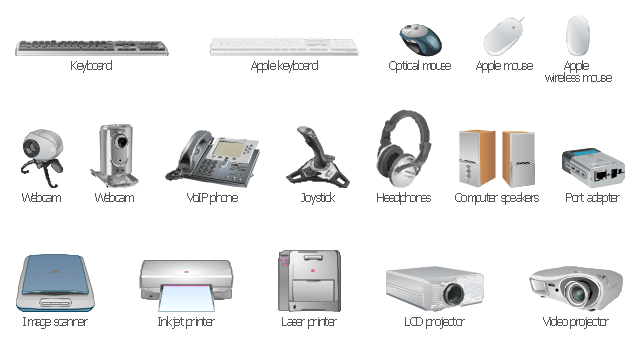 Keyboard
Apple keyboard
Optical mouse
Apple mouse
Apple
wireless mouse
Webcam
Webcam
VoIP phone
Joystick
Headphones
Computer speakers
Port adapter
Image scanner
Inkjet printer
Laser printer
LCD projector
Video projector